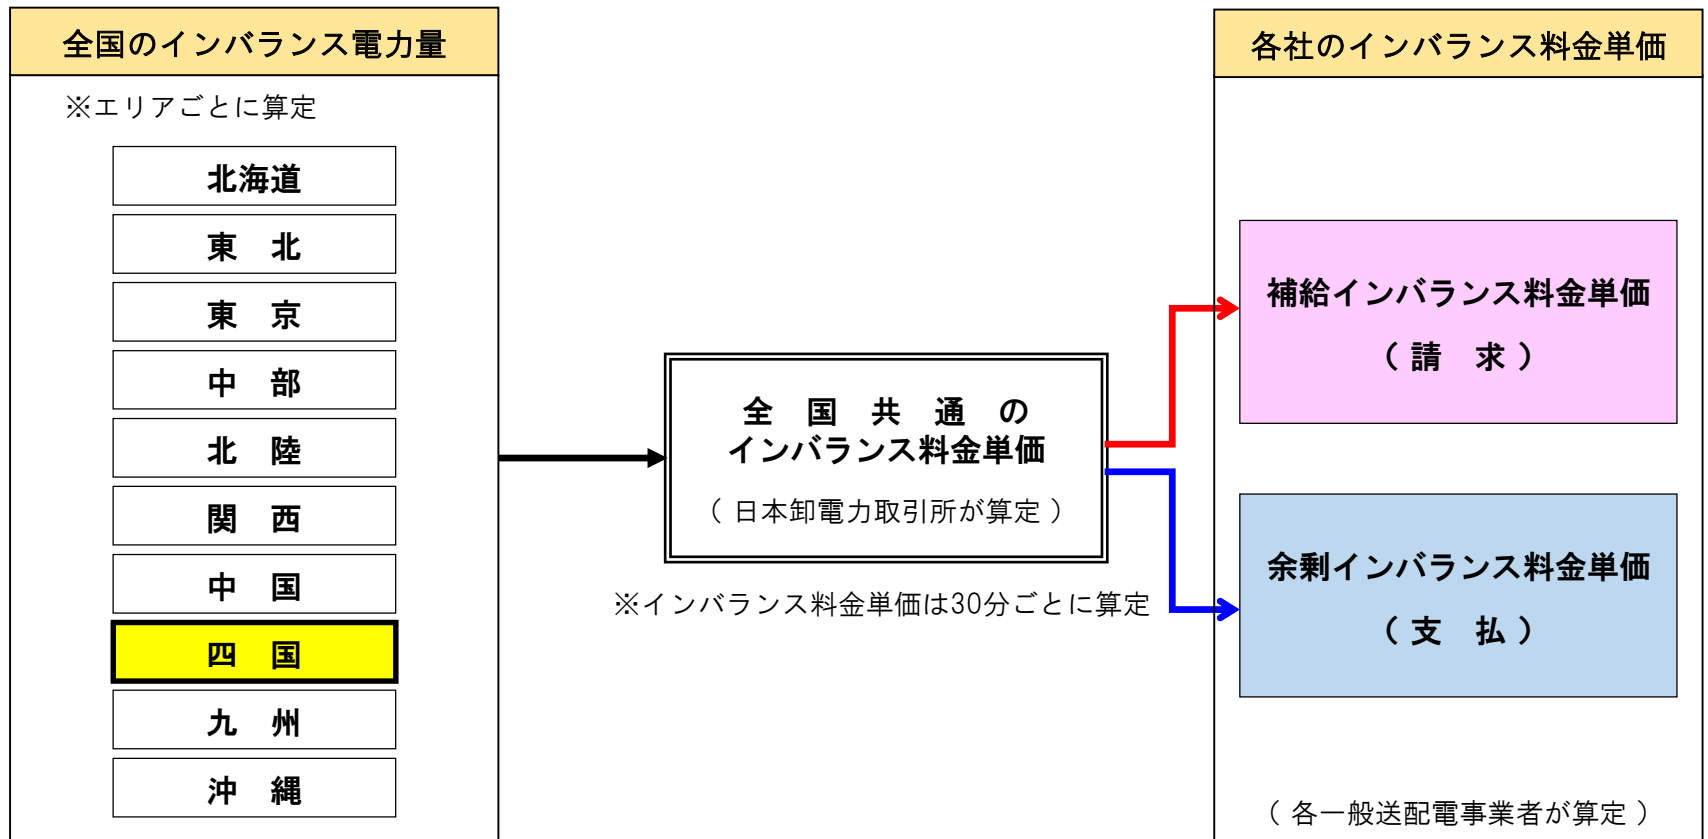 全国のインバランス電力量
※エリアごとに算定
北海道
東　北
東　京
中　部
北　陸
関　西
中　国
四　国
九　州
沖　縄
全　国　共　通　の
インバランス料金単価
（ 日本卸電力取引所が算定 ）
※インバランス料金単価は30分ごとに算定
各社のインバランス料金単価
補給インバランス料金単価
（ 請　求 ）
余剰インバランス料金単価
（ 支　払 ）
（ 各一般送配電事業者が算定 ）